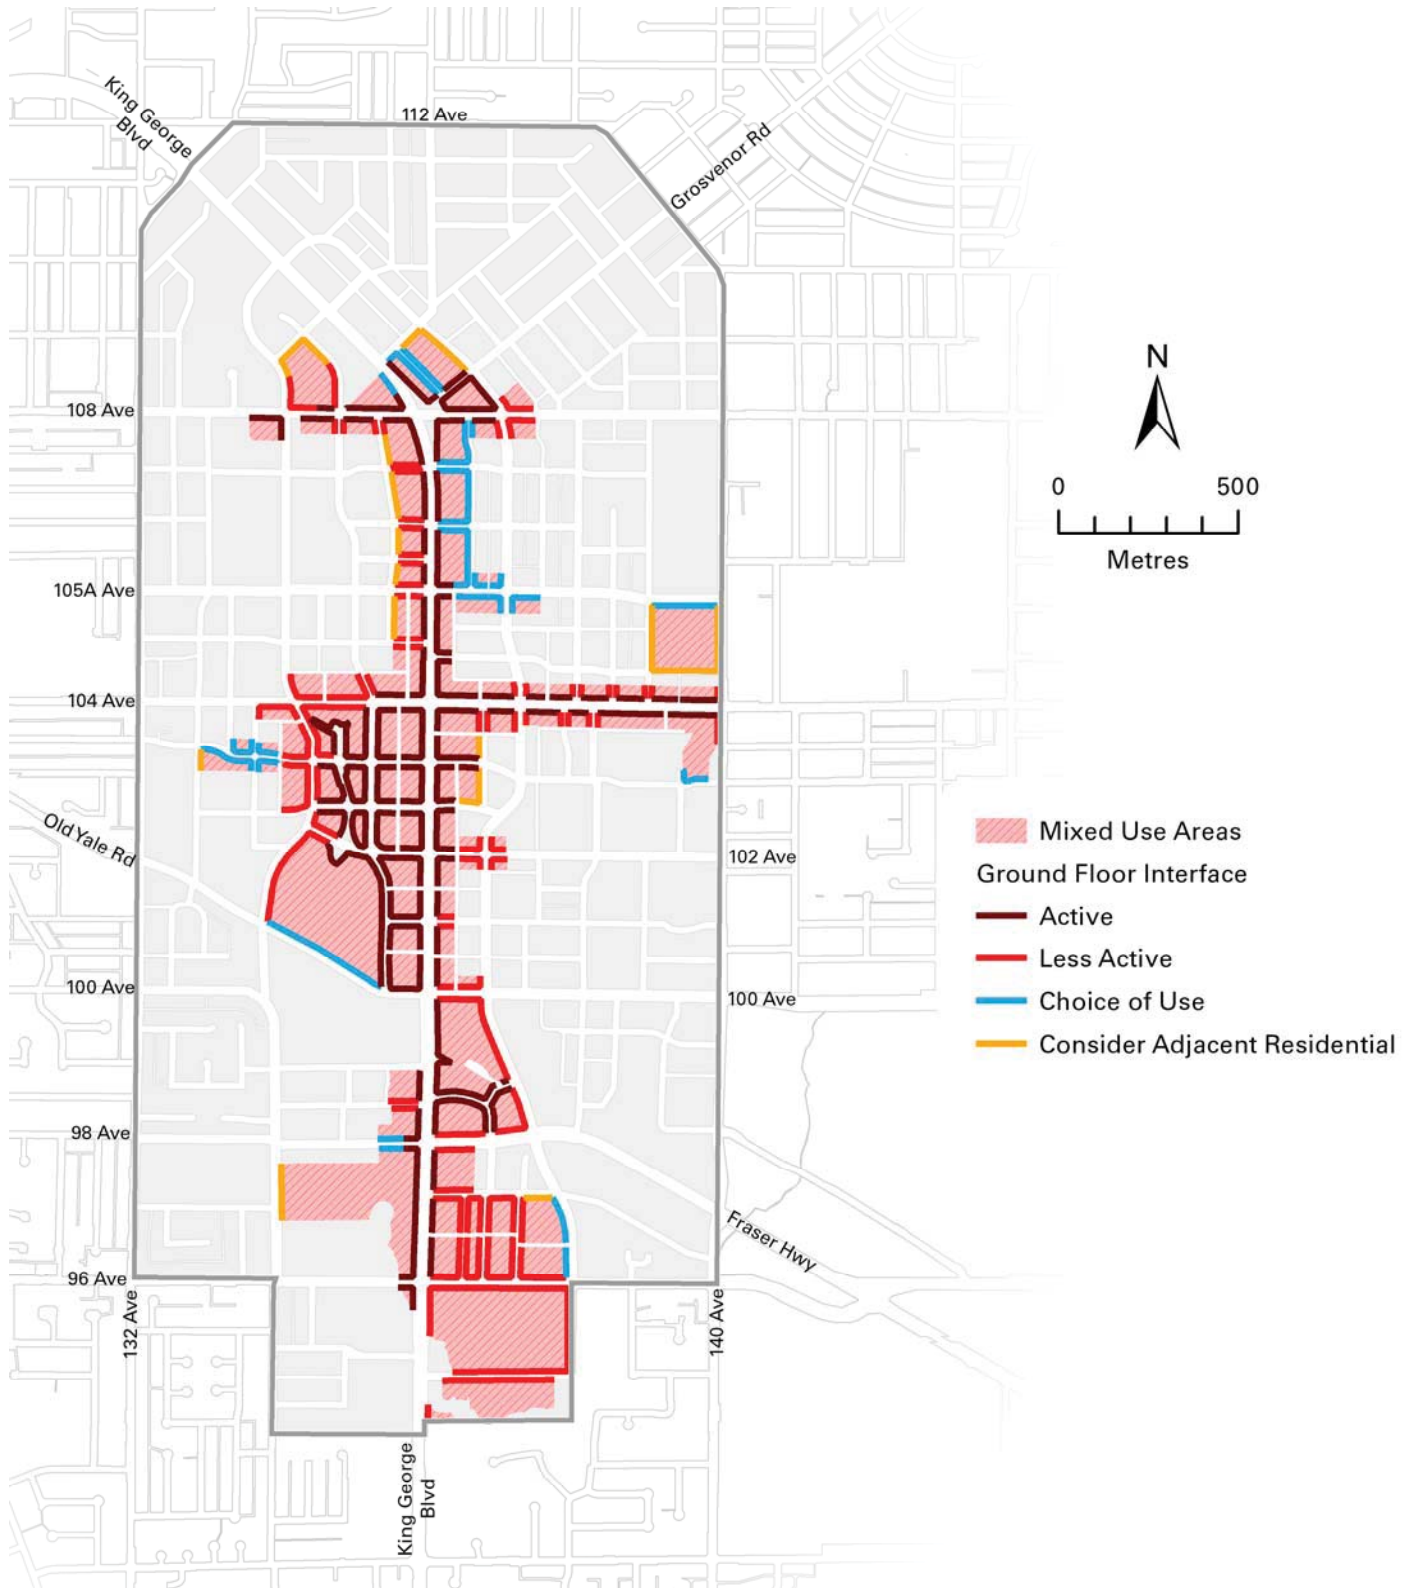 King George
Blvd
112 Ave
Grosvenor Rd
N
108 Ave
0 500
Metres
105A Ave
104 Ave
Old Yale Rd
102 Ave
Mixed Use Areas
Ground Floor Interface
Active
Less Active
Choice of Use
Consider Adjacent Residential
100 Ave
100 Ave
98 Ave
Fraser Hwy
96 Ave
132 Ave
140 Ave
King George
Blvd